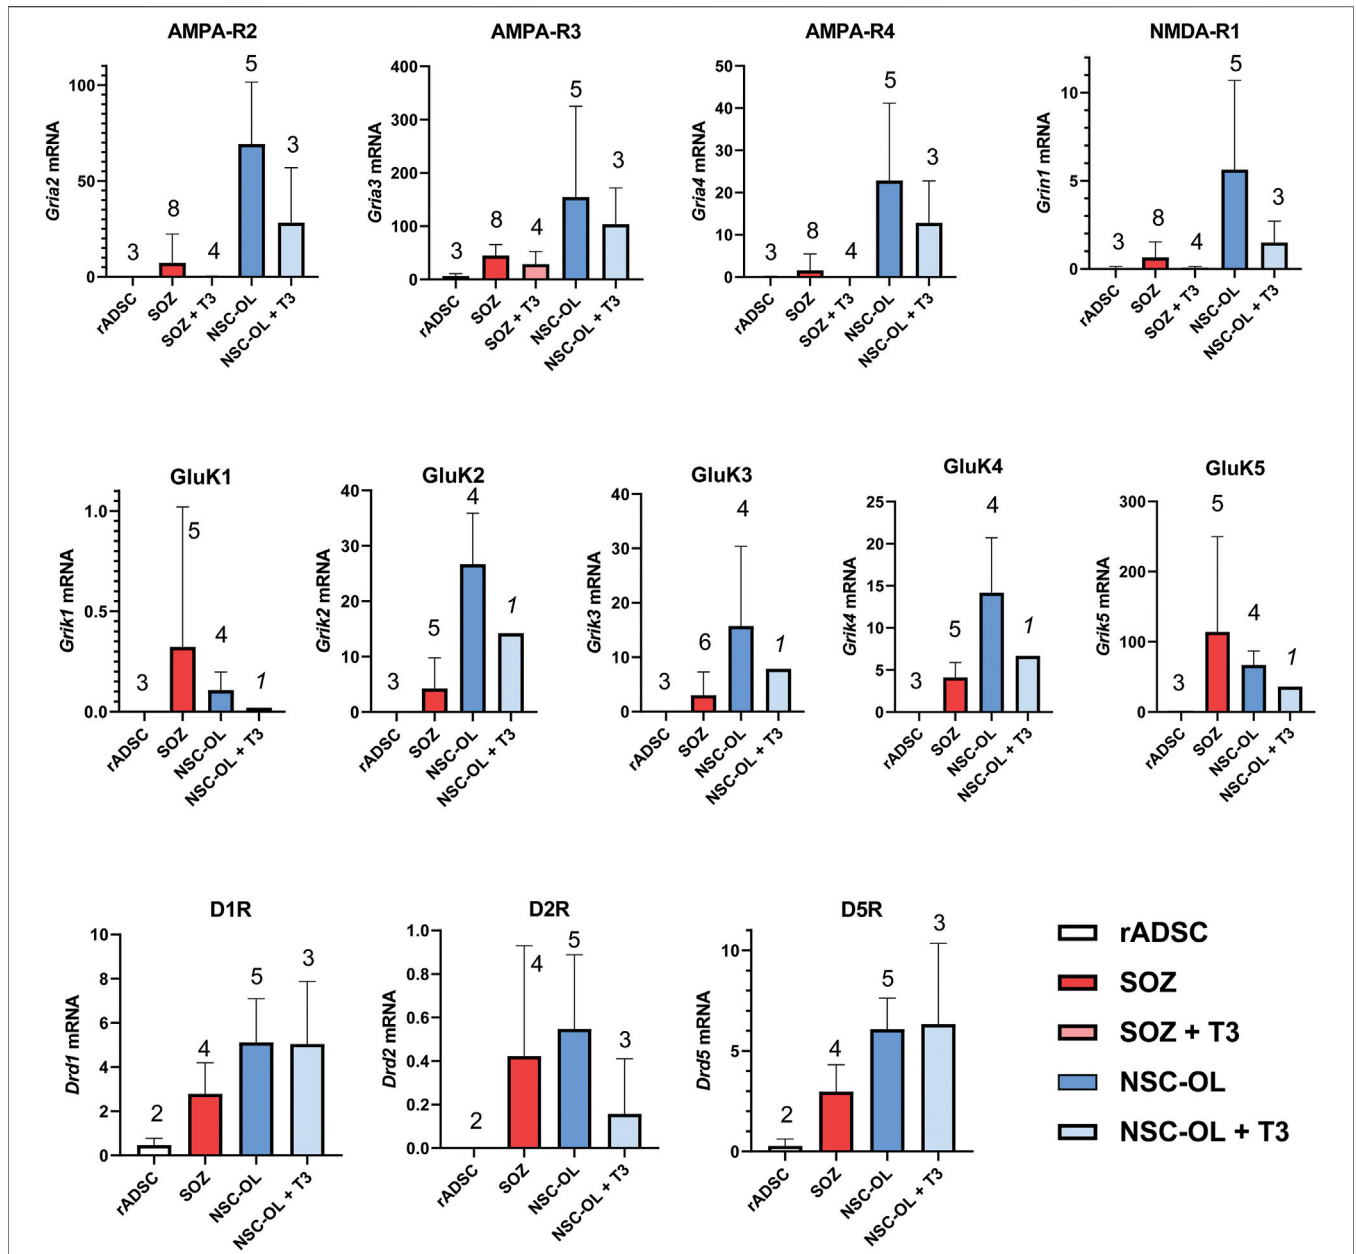 AMPA-R2
AMPA-R3
AMPA-R4
NMDA-R1
Gria2 mRNA
100
50
0
3
8
4
5
3
rADSC
SOZ
SOZ + T3
NSC-OL
NSC-OL + T3
Gria3 mRNA
400
300
200
100
0
3
8
4
5
3
rADSC
SOZ
SOZ + T3
NSC-OL
NSC-OL + T3
Gria4 mRNA
50
40
30
20
10
0
3
8
4
5
3
rADSC
SOZ
SOZ + T3
NSC-OL
NSC-OL + T3
Grin1 mRNA
10
5
0
3
8
4
5
3
rADSC
SOZ
SOZ + T3
NSC-OL
NSC-OL + T3
GluK1
GluK2
GluK3
GluK4
GluK5
Grik1 mRNA
1.0
0.5
0.0
3
5
4
1
rADSC
SOZ
NSC-OL
NSC-OL + T3
Grik2 mRNA
40
30
20
10
0
3
5
4
1
rADSC
SOZ
NSC-OL
NSC-OL + T3
Grik3 mRNA
40
30
20
10
0
3
6
4
1
rADSC
SOZ
NSC-OL
NSC-OL + T3
Grik4 mRNA
25
20
15
10
5
0
3
5
4
1
rADSC
SOZ
NSC-OL
NSC-OL + T3
Grik5 mRNA
300
200
100
0
3
5
4
1
rADSC
SOZ
NSC-OL
NSC-OL + T3
D1R
D2R
D5R
Drd1 mRNA
10
8
6
4
2
0
2
4
5
3
rADSC
SOZ
NSC-OL
NSC-OL + T3
Drd2 mRNA
1.0
0.8
0.6
0.4
0.2
0.0
2
4
5
3
rADSC
SOZ
NSC-OL
NSC-OL + T3
Drd5 mRNA
10
5
0
2
4
5
3
rADSC
SOZ
NSC-OL
NSC-OL + T3
rADSC
SOZ
SOZ + T3
NSC-OL
NSC-OL + T3